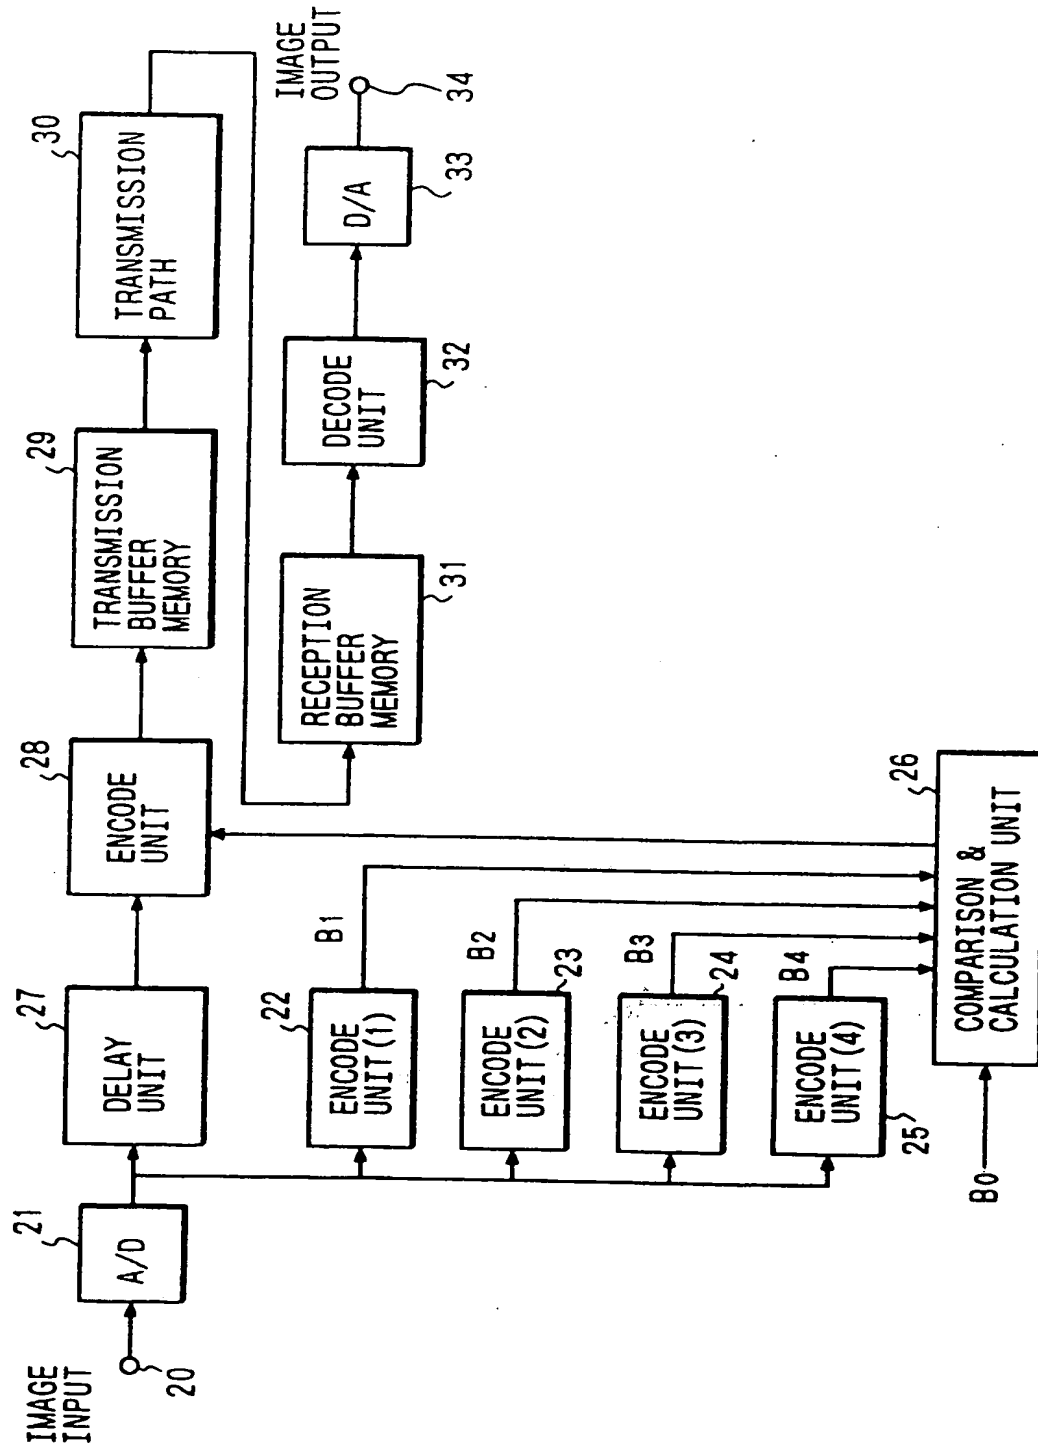 IMAGE
INPUT
20
21
A/D
27
DELAY
UNIT
28
ENCODE
UNIT
29
TRANSMISSION
BUFFER
MEMORY
30
TRANSMISSION
PATH
22
ENCODE
UNIT(1)
B1
23
ENCODE
UNIT(2)
B2
24
ENCODE
UNIT(3)
B3
25
ENCODE
UNIT(4)
B4
B0
26
COMPARISON &
CALCULATION UNIT
RECEPTION
BUFFER
MEMORY
31
DECODE
UNIT
32
D/A
33
IMAGE
OUTPUT
34